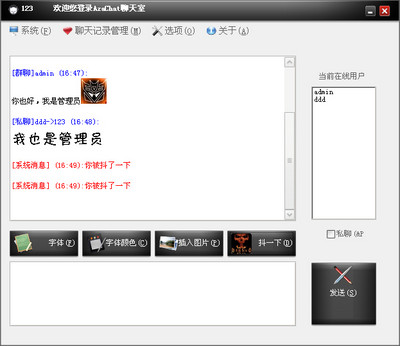 123 欢迎您登录AzaChat聊天室
系统(F) 聊天记录管理(M) 选项(O) 关于(A)
[群聊]admin (16:47):
你也好，我是管理员
[私聊]ddd->123 (16:48):
我也是管理员
[系统消息] (16:49):你被抖了一下
[系统消息] (16:49):你被抖了一下
当前在线用户
admin
ddd
私聊(AP
字体(F) 字体颜色(C) 插入图片(P) 抖一下(D)
发送(S)